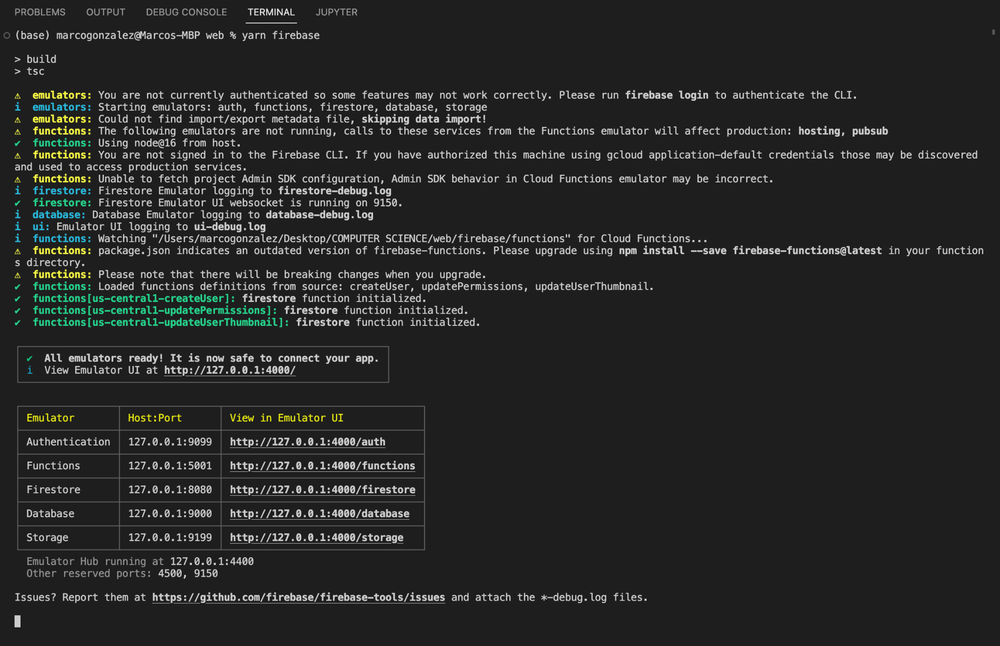 PROBLEMS OUTPUT DEBUG CONSOLE TERMINAL JUPYTER
(base) marcogonzalez@Marcos-MBP web % yarn firebase
> build
> tsc
⚠ emulators: You are not currently authenticated so some features may not work correctly. Please run firebase login to authenticate the CLI.
i emulators: Starting emulators: auth, functions, firestore, database, storage
⚠ emulators: Could not find import/export metadata file, skipping data import!
⚠ functions: The following emulators are not running, calls to these services from the Functions emulator will affect production: hosting, pubsub
✔ functions: Using node@16 from host.
⚠ functions: You are not signed in to the Firebase CLI. If you have authorized this machine using gcloud application-default credentials those may be discovered
and used to access production services.
⚠ functions: Unable to fetch project Admin SDK configuration, Admin SDK behavior in Cloud Functions emulator may be incorrect.
i firestore: Firestore Emulator logging to firestore-debug.log
✔ firestore: Firestore Emulator UI websocket is running on 9150.
i database: Database Emulator logging to database-debug.log
i ui: Emulator UI logging to ui-debug.log
i functions: Watching "/Users/marcogonzalez/Desktop/COMPUTER SCIENCE/web/firebase/functions" for Cloud Functions...
⚠ functions: package.json indicates an outdated version of firebase-functions. Please upgrade using npm install --save firebase-functions@latest in your function
s directory.
⚠ functions: Please note that there will be breaking changes when you upgrade.
✔ functions: Loaded functions definitions from source: createUser, updatePermissions, updateUserThumbnail.
✔ functions[us-central1-createUser]: firestore function initialized.
✔ functions[us-central1-updatePermissions]: firestore function initialized.
✔ functions[us-central1-updateUserThumbnail]: firestore function initialized.
✔ All emulators ready! It is now safe to connect your app.
i View Emulator UI at http://127.0.0.1:4000/
Emulator Host:Port View in Emulator UI
Authentication 127.0.0.1:9099 http://127.0.0.1:4000/auth
Functions 127.0.0.1:5001 http://127.0.0.1:4000/functions
Firestore 127.0.0.1:8080 http://127.0.0.1:4000/firestore
Database 127.0.0.1:9000 http://127.0.0.1:4000/database
Storage 127.0.0.1:9199 http://127.0.0.1:4000/storage
Emulator Hub running at 127.0.0.1:4400
Other reserved ports: 4500, 9150
Issues? Report them at https://github.com/firebase/firebase-tools/issues and attach the *-debug.log files.